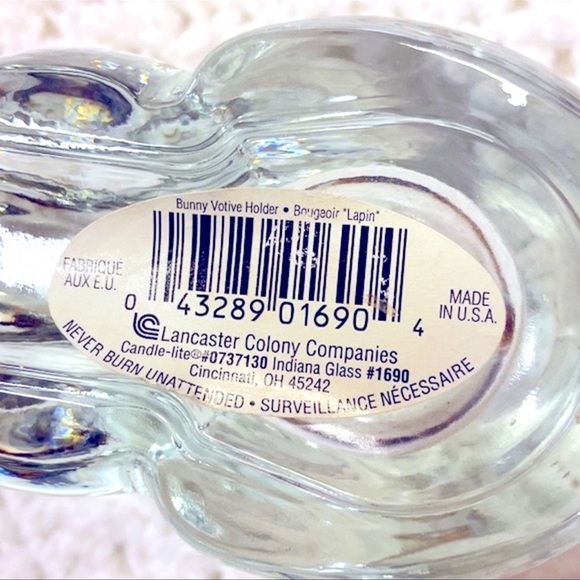 Bunny Votive Holder • Bougeoir "Lapin"
FABRIQUÉ
AUX E.U.
MADE
IN U.S.A.
0 43289 01690 4
Lancaster Colony Companies
Candle-lite® #0737130 Indiana Glass #1690
Cincinnati, OH 45242
NEVER BURN UNATTENDED • SURVEILLANCE NÉCESSAIRE